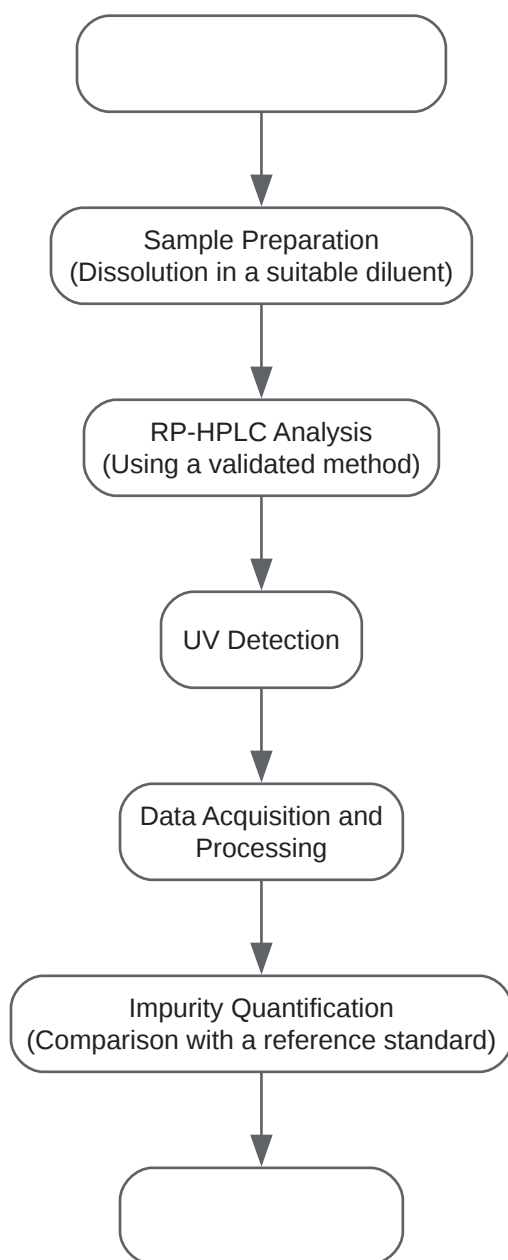 Sample Preparation
(Dissolution in a suitable diluent)
RP-HPLC Analysis
(Using a validated method)
UV Detection
Data Acquisition and
Processing
Impurity Quantification
(Comparison with a reference standard)